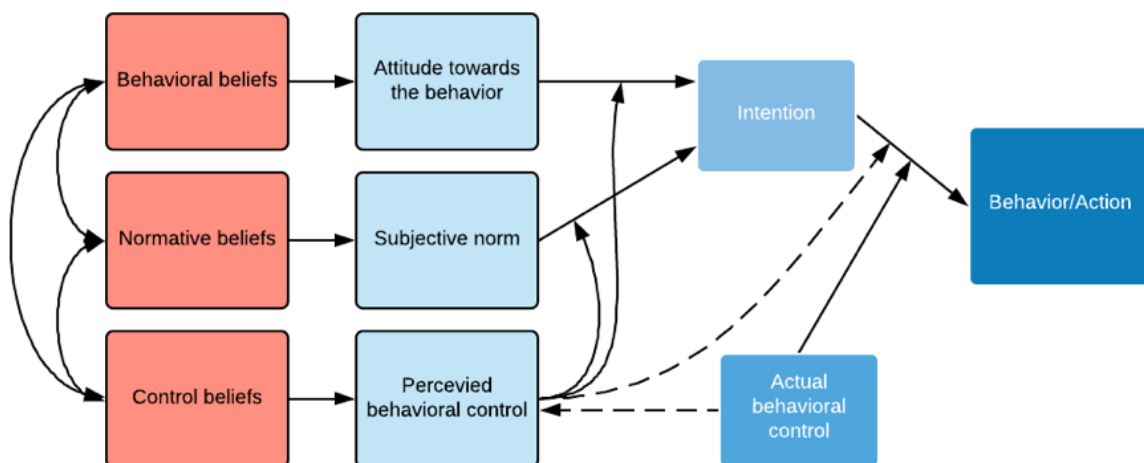 Behavioral beliefs
Attitude towards
the behavior
Intention
Normative beliefs
Subjective norm
Behavior/Action
Control beliefs
Percevied
behavioral control
Actual
behavioral
control